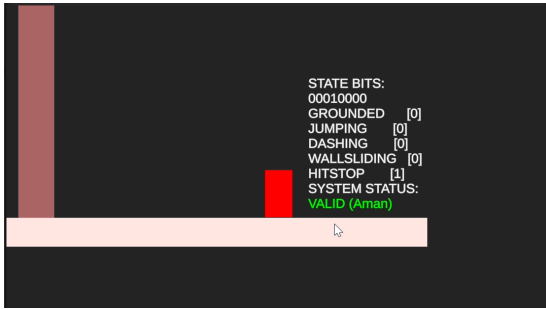 STATE BITS:
00010000
GROUNDED [0]
JUMPING [0]
DASHING [0]
WALLSLIDING [0]
HITSTOP [1]
SYSTEM STATUS:
VALID (Aman)